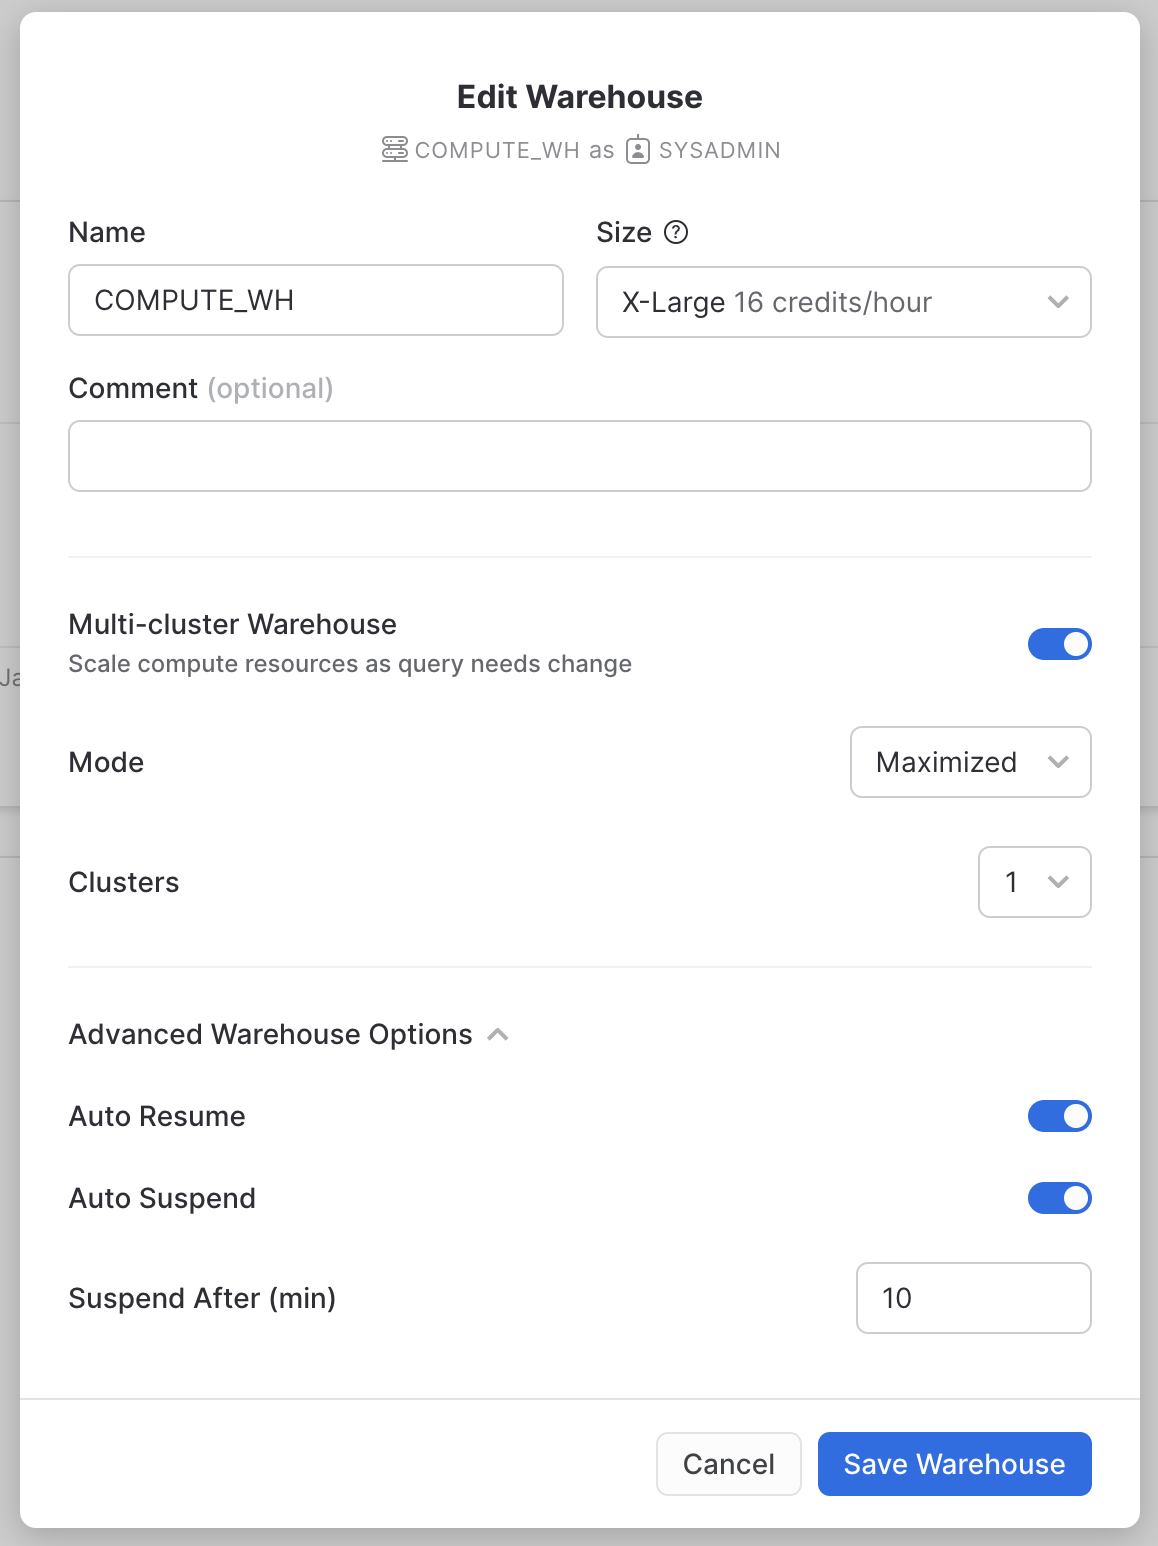 Edit Warehouse
COMPUTE_WH as SYSADMIN
Name
Size ?
COMPUTE_WH
X-Large 16 credits/hour
Comment (optional)
Multi-cluster Warehouse
Scale compute resources as query needs change
Ja
Mode
Maximized
Clusters
1
Advanced Warehouse Options
Auto Resume
Auto Suspend
Suspend After (min)
10
Cancel
Save Warehouse